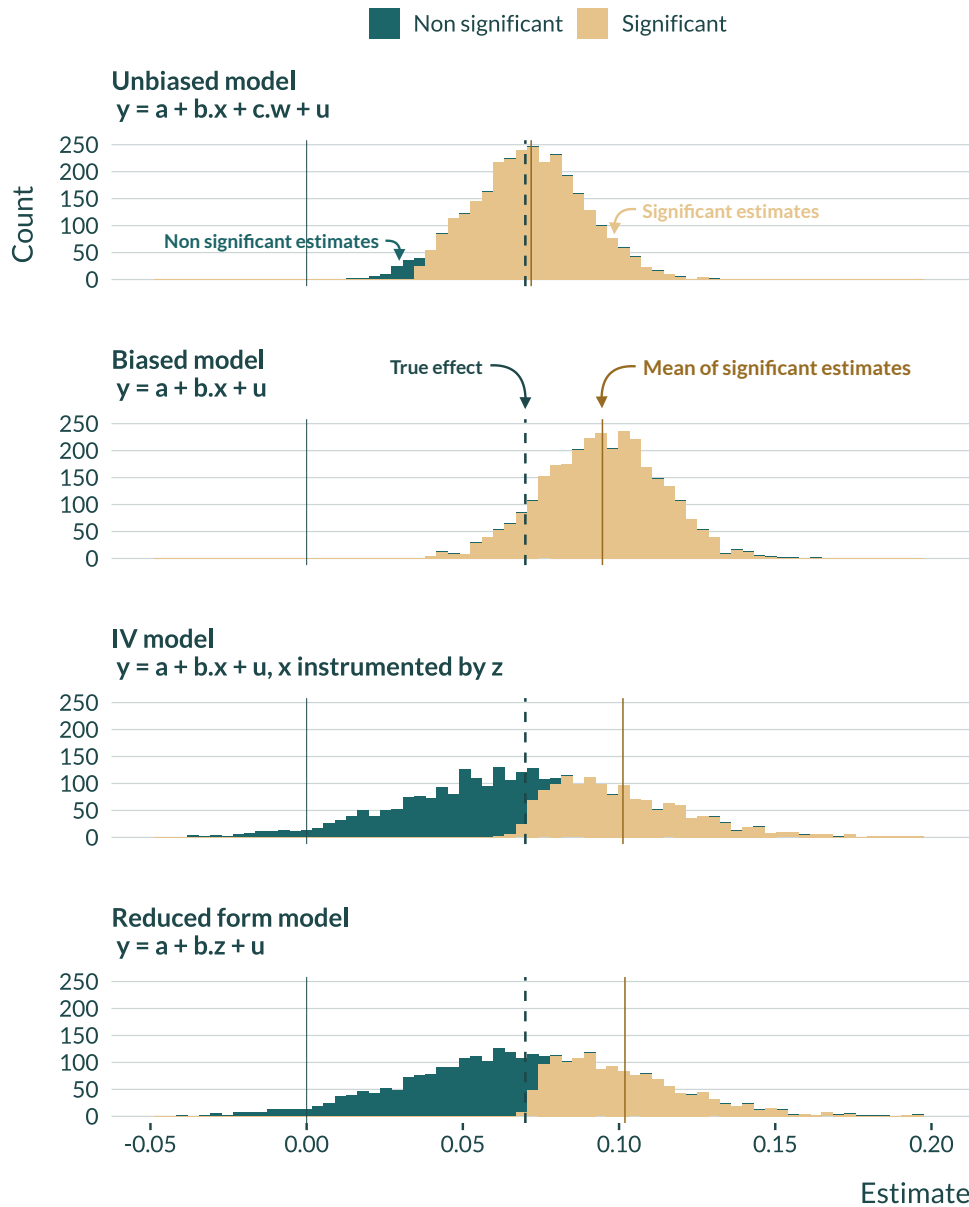 Non significant
Significant
Unbiased model
y = a + b.x + c.w + u
Count
250
200
150
100
50
0
Non significant estimates
Significant estimates
Biased model
y = a + b.x + u
True effect
Mean of significant estimates
250
200
150
100
50
0
IV model
y = a + b.x + u, x instrumented by z
250
200
150
100
50
0
Reduced form model
y = a + b.z + u
250
200
150
100
50
0
-0.05 0.00 0.05 0.10 0.15 0.20
Estimate